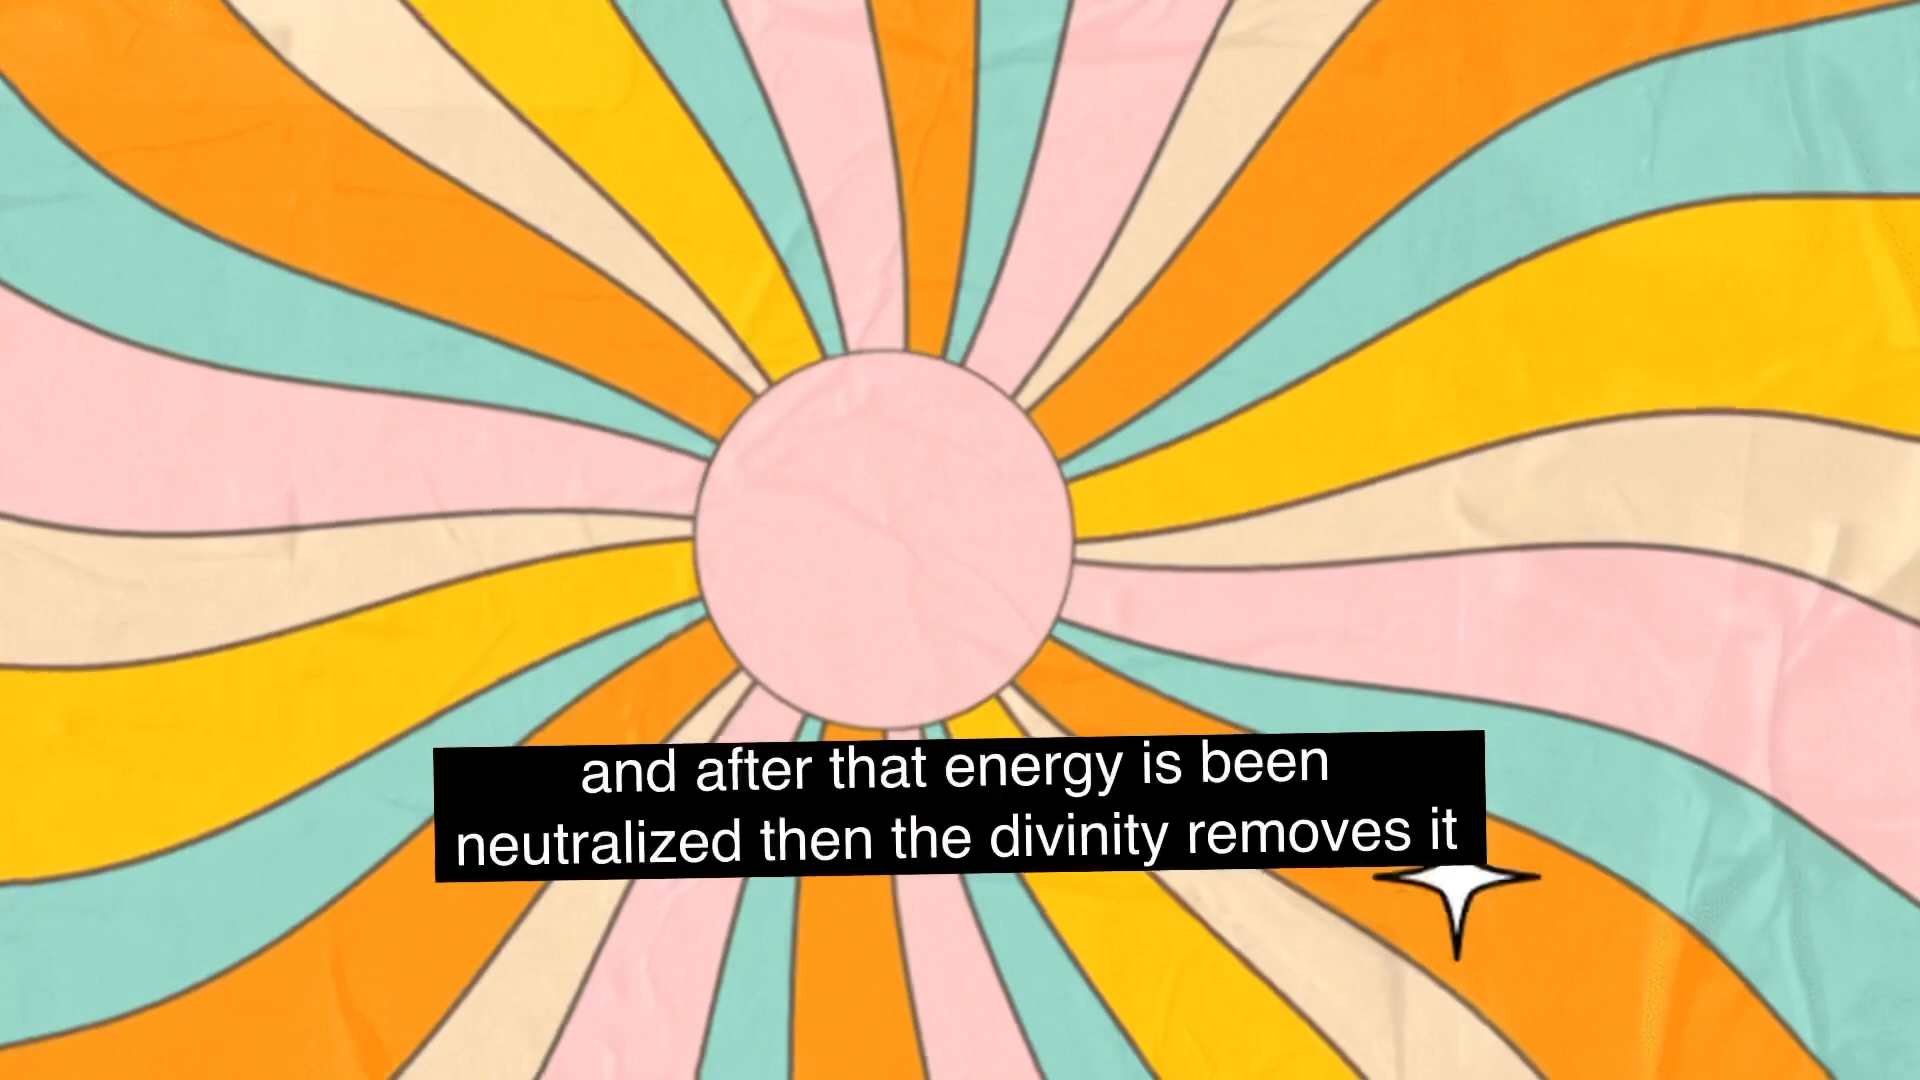 and after that energy is been
neutralized then the divinity removes it